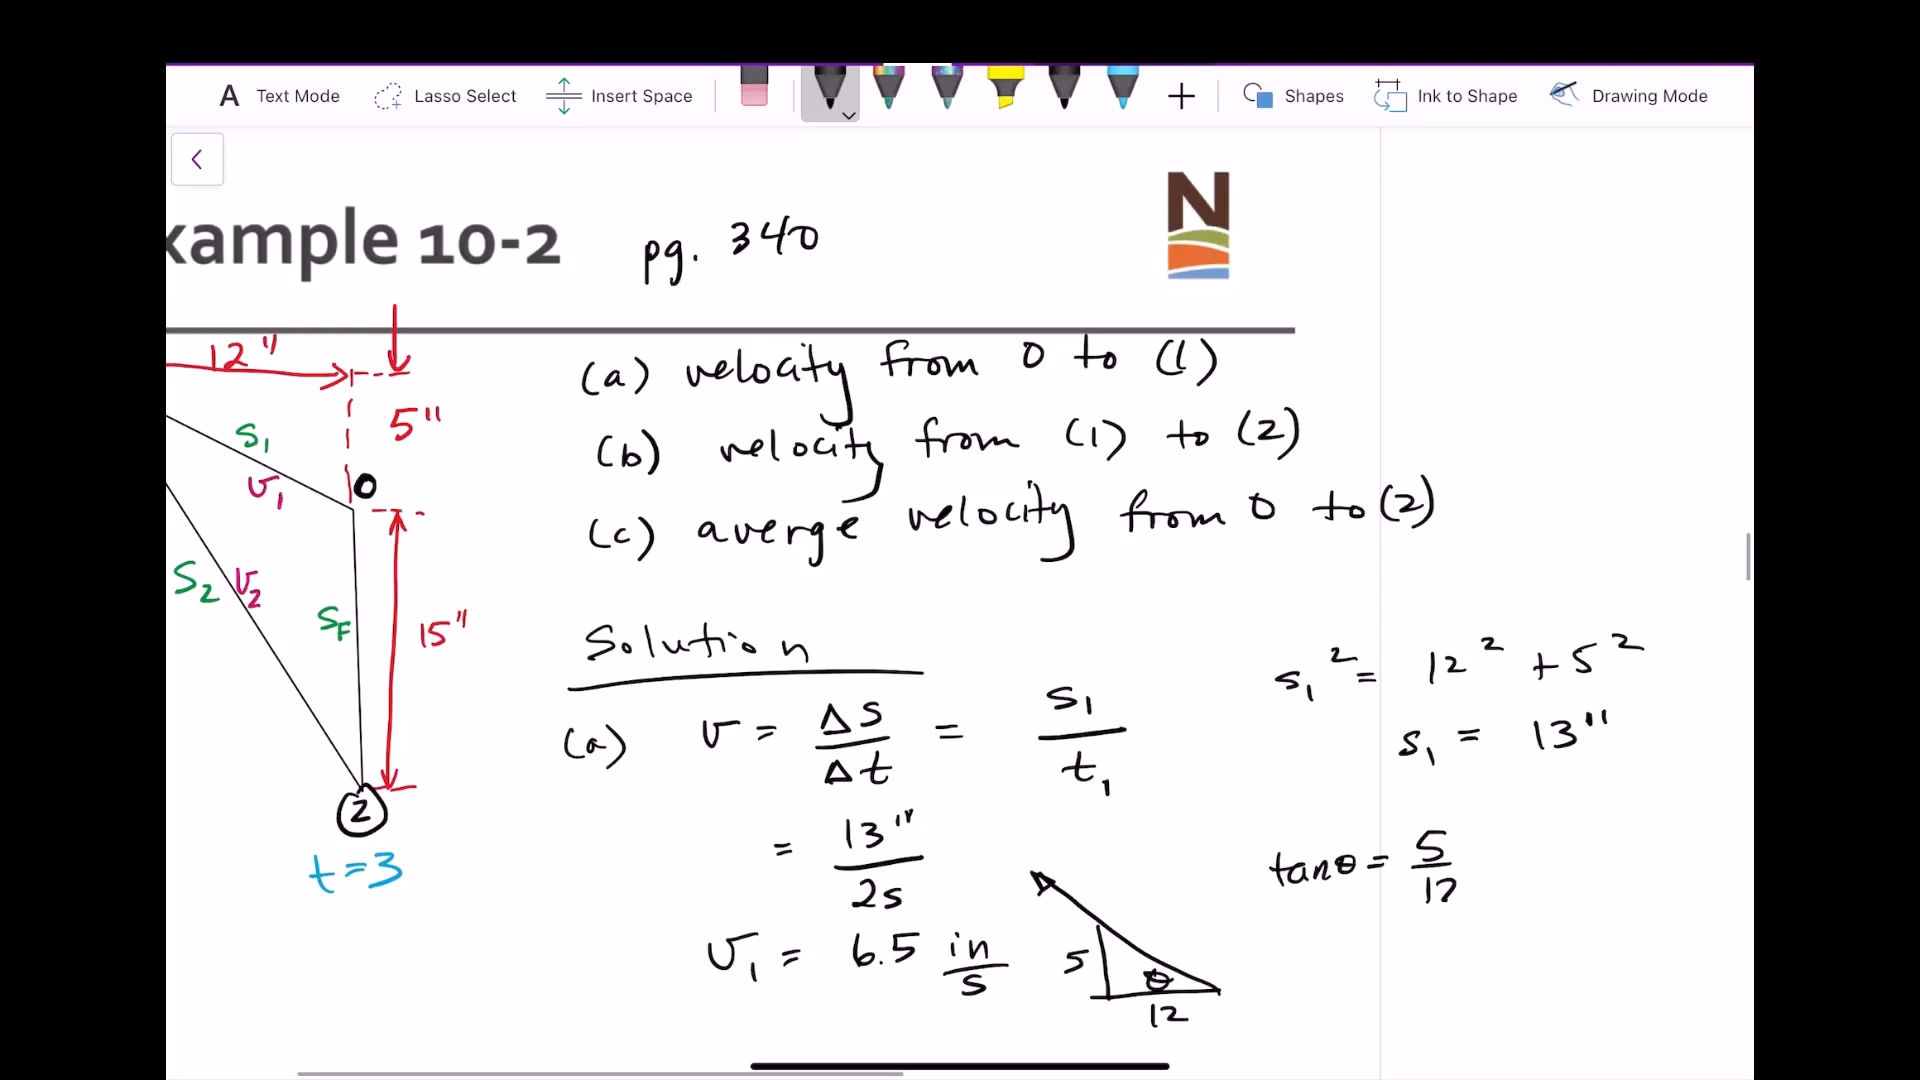 A Text Mode Lasso Select Insert Space Shapes Ink to Shape Drawing Mode
xample 10-2 pg. 340
N
12"
5"
S₁
v₁
0
S₂ v₂
S_F
15"
2
t=3
(a) velocity from 0 to (1)
(b) velocity from (1) to (2)
(c) averge velocity from 0 to (2)
Solution
(a) v = Δs/Δt = s₁/t₁
= 13"/2s
v₁ = 6.5 in/s
5
θ
12
s₁² = 12² + 5²
s₁ = 13"
tanθ = 5/12